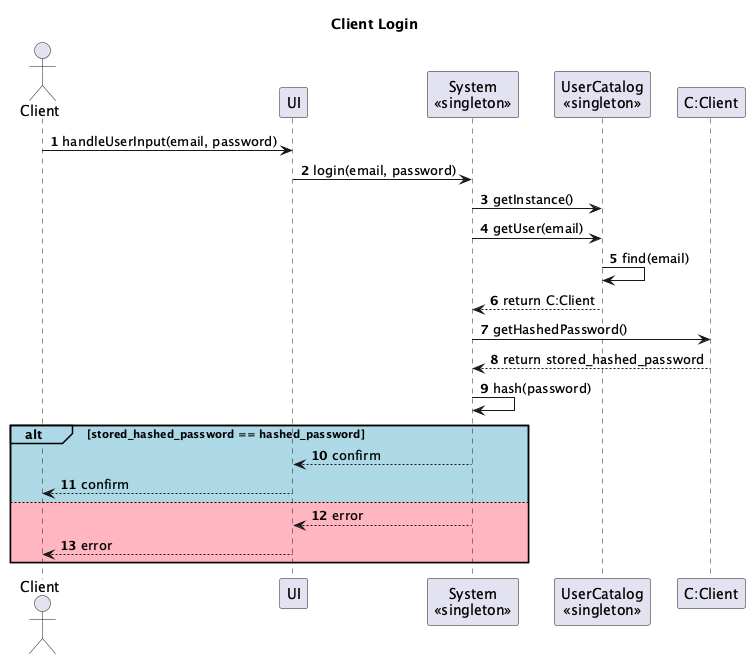 Client Login
Client
UI
System
«singleton»
UserCatalog
«singleton»
C:Client
1 handleUserInput(email, password)
2 login(email, password)
3 getInstance()
4 getUser(email)
5 find(email)
6 return C:Client
7 getHashedPassword()
8 return stored_hashed_password
9 hash(password)
alt [stored_hashed_password == hashed_password]
10 confirm
11 confirm
12 error
13 error
Client
UI
System
«singleton»
UserCatalog
«singleton»
C:Client